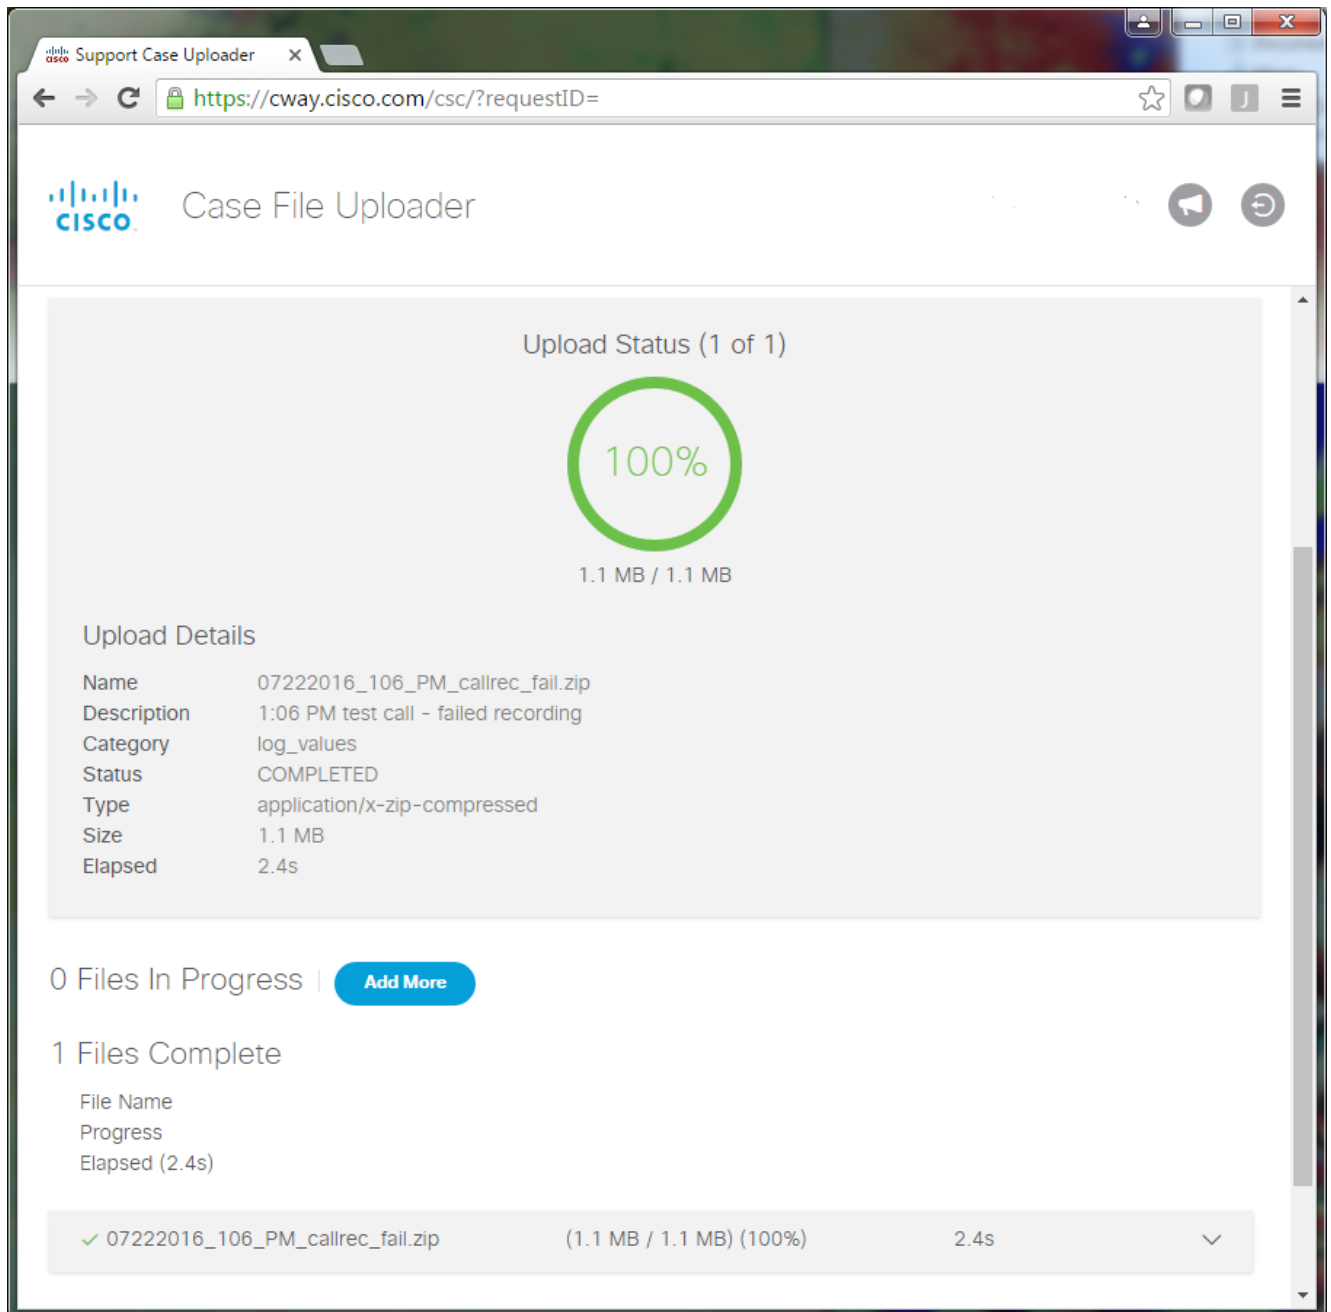 Support Case Uploader
https://cway.cisco.com/csc/?requestID=
J
CISCO
Case File Uploader
Upload Status (1 of 1)
100%
1.1 MB / 1.1 MB
Upload Details
Name 07222016_106_PM_callrec_fail.zip
Description 1:06 PM test call - failed recording
Category log_values
Status COMPLETED
Type application/x-zip-compressed
Size 1.1 MB
Elapsed 2.4s
0 Files In Progress Add More
1 Files Complete
File Name
Progress
Elapsed (2.4s)
07222016_106_PM_callrec_fail.zip (1.1 MB / 1.1 MB) (100%) 2.4s